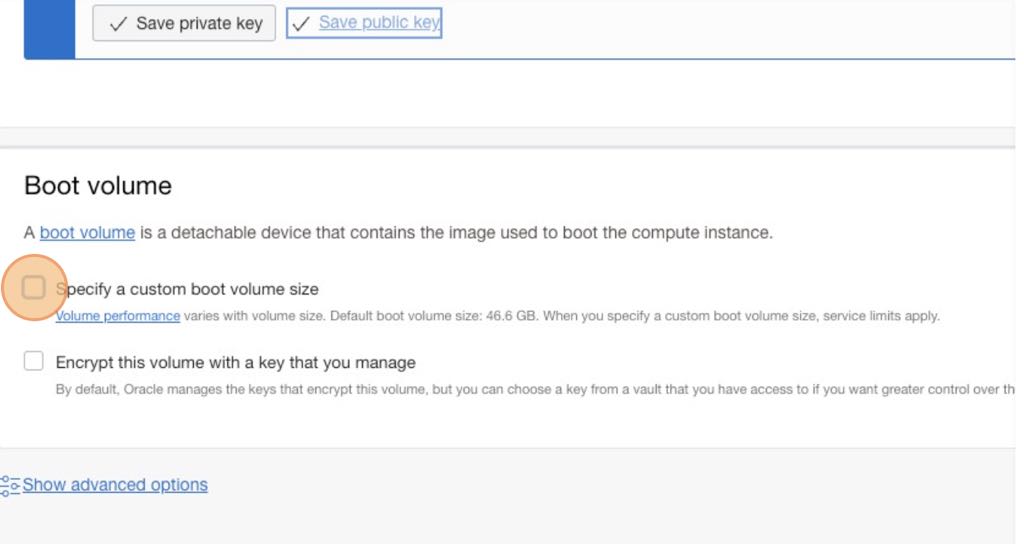 Save private key Save public key
Boot volume
A boot volume is a detachable device that contains the image used to boot the compute instance.
Specify a custom boot volume size
Volume performance varies with volume size. Default boot volume size: 46.6 GB. When you specify a custom boot volume size, service limits apply.
Encrypt this volume with a key that you manage
By default, Oracle manages the keys that encrypt this volume, but you can choose a key from a vault that you have access to if you want greater control over
Show advanced options